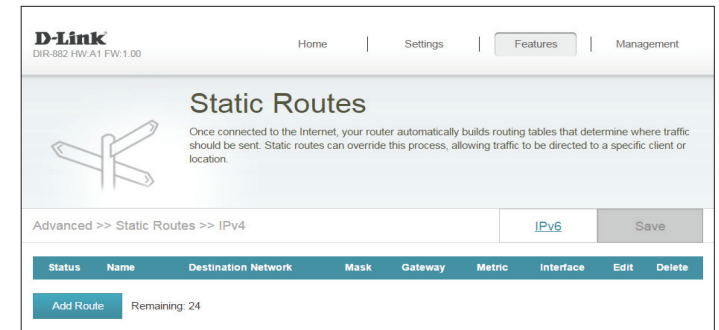 D-Link
DIR-882 HW:A1 FW:1.00
Home | Settings | Features | Management
Static Routes
Once connected to the Internet, your router automatically builds routing tables that determine where traffic
should be sent. Static routes can override this process, allowing traffic to be directed to a specific client or
location.
Advanced >> Static Routes >> IPv4
IPv6
Save
Status Name Destination Network Mask Gateway Metric Interface Edit Delete
Add Route Remaining: 24